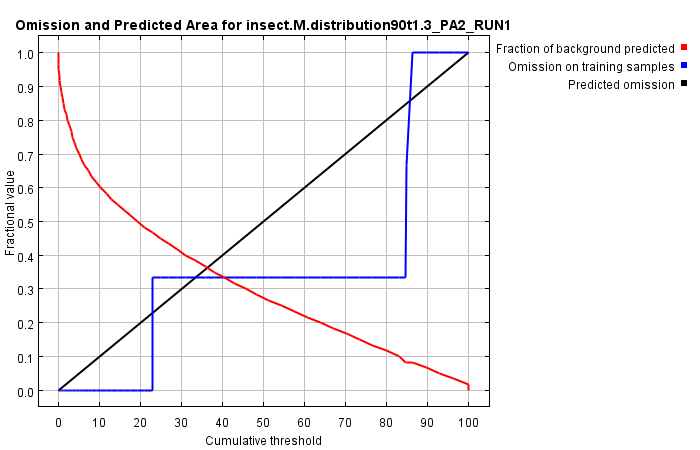 Omission and Predicted Area for insect.M.distribution90t1.3_PA2_RUN1
Fraction of background predicted
Omission on training samples
Predicted omission
Fractional value
1.0
0.9
0.8
0.7
0.6
0.5
0.4
0.3
0.2
0.1
0.0
0 10 20 30 40 50 60 70 80 90 100
Cumulative threshold